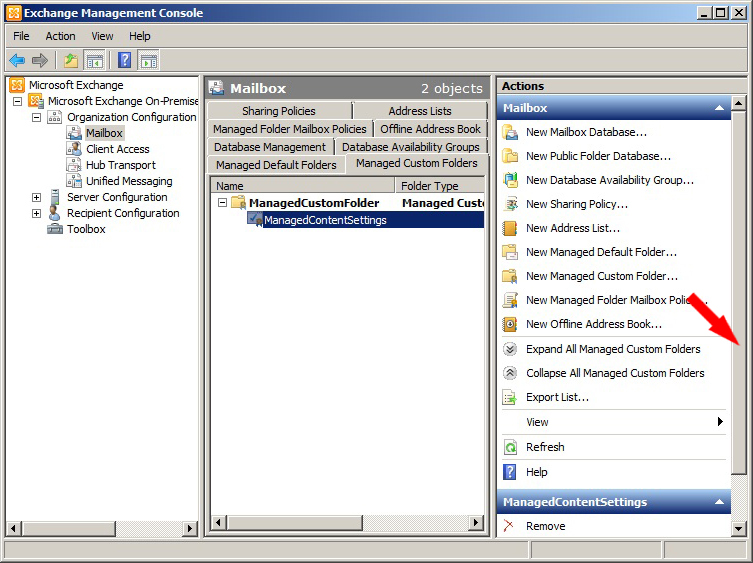 Exchange Management Console
File Action View Help
Microsoft Exchange
Microsoft Exchange On-Premise
Organization Configuration
Mailbox
Client Access
Hub Transport
Unified Messaging
Server Configuration
Recipient Configuration
Toolbox
Mailbox 2 objects
Sharing Policies Address Lists
Managed Folder Mailbox Policies Offline Address Book
Database Management Database Availability Groups
Managed Default Folders Managed Custom Folders
Name Folder Type
ManagedCustomFolder Managed Custo
ManagedContentSettings
Actions
Mailbox
New Mailbox Database...
New Public Folder Database...
New Database Availability Group...
New Sharing Policy...
New Address List...
New Managed Default Folder...
New Managed Custom Folder...
New Managed Folder Mailbox Policy...
New Offline Address Book...
Expand All Managed Custom Folders
Collapse All Managed Custom Folders
Export List...
View
Refresh
Help
ManagedContentSettings
Remove